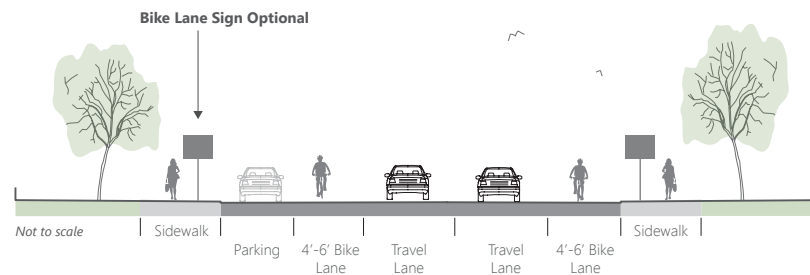 Bike Lane Sign Optional
Not to scale
Sidewalk
Parking
4’-6’ Bike
Lane
Travel
Lane
Travel
Lane
4’-6’ Bike
Lane
Sidewalk